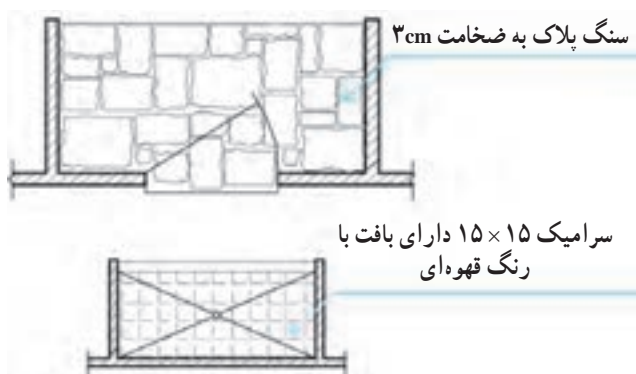 سنگ پلاک به ضخامت ۳cm
سرامیک ۱۵ × ۱۵ دارای بافت با
رنگ قهوه‌ای